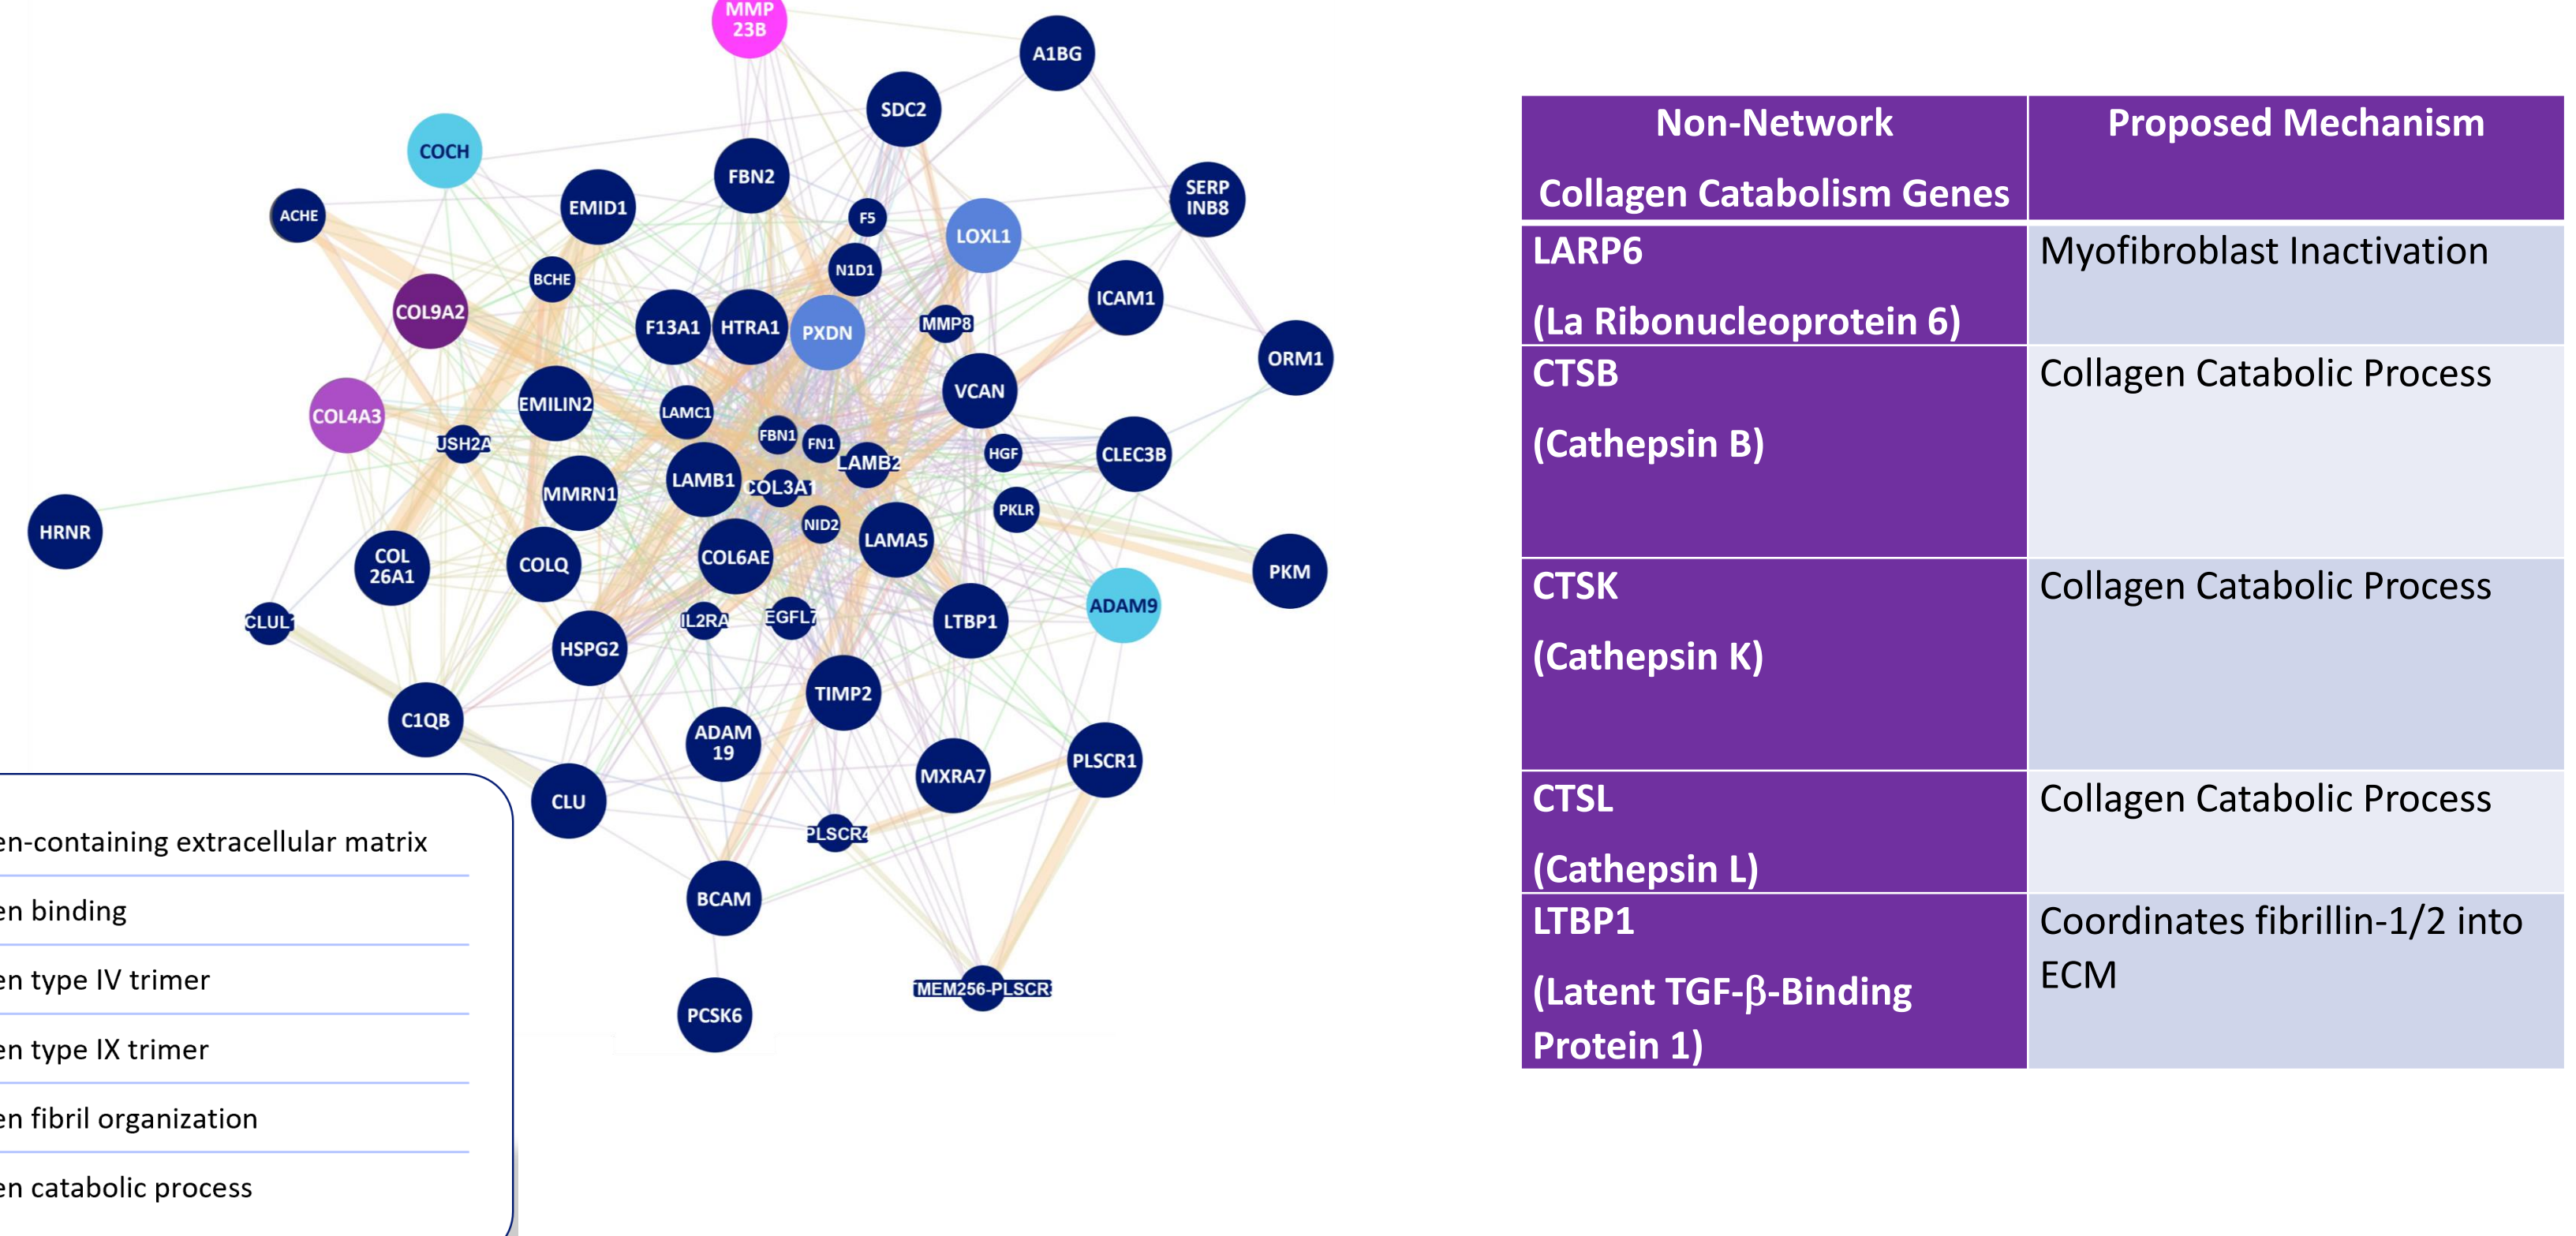 MMP
23B
A1BG
SDC2
COCH
FBN2
SERP
INB8
EMID1
ACHE
F5
LOXL1
N1D1
BCHE
ICAM1
COL9A2
F13A1
HTRA1
PXDN
MMP8
ORM1
VCAN
EMILIN2
LAMC1
COL4A3
FBN1
FN1
USH2A
HGF
CLEC3B
LAMB2
LAMB1
COL3A1
MMRN1
PKLR
NID2
HRNR
LAMA5
COL6AE
COL
26A1
COLQ
PKM
ADAM9
EGFL7
IL2RA
LTBP1
CLUL1
HSPG2
TIMP2
C1QB
ADAM
19
PLSCR1
MXRA7
CLU
PLSCR4
BCAM
TMEM256-PLSCR3
PCSK6
en-containing extracellular matrix
en binding
en type IV trimer
en type IX trimer
en fibril organization
en catabolic process
Non-Network
Collagen Catabolism Genes
Proposed Mechanism
LARP6
(La Ribonucleoprotein 6)
Myofibroblast Inactivation
CTSB
(Cathepsin B)
Collagen Catabolic Process
CTSK
(Cathepsin K)
Collagen Catabolic Process
CTSL
(Cathepsin L)
Collagen Catabolic Process
LTBP1
(Latent TGF-β-Binding
Protein 1)
Coordinates fibrillin-1/2 into
ECM